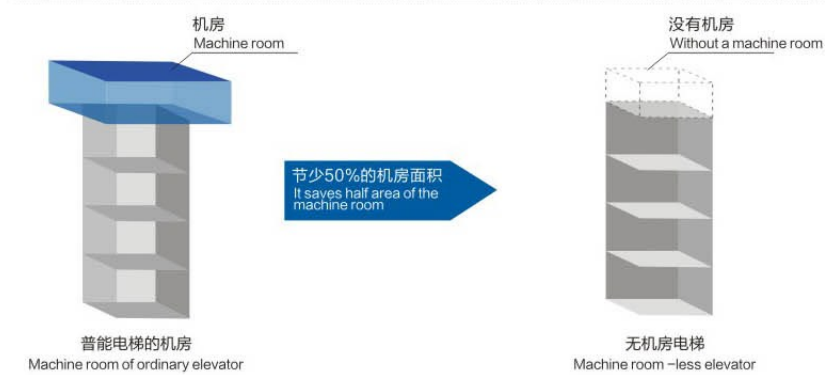 机房
Machine room
没有机房
Without a machine room
节少50%的机房面积
It saves half area of the
machine room
普能电梯的机房
Machine room of ordinary elevator
无机房电梯
Machine room -less elevator